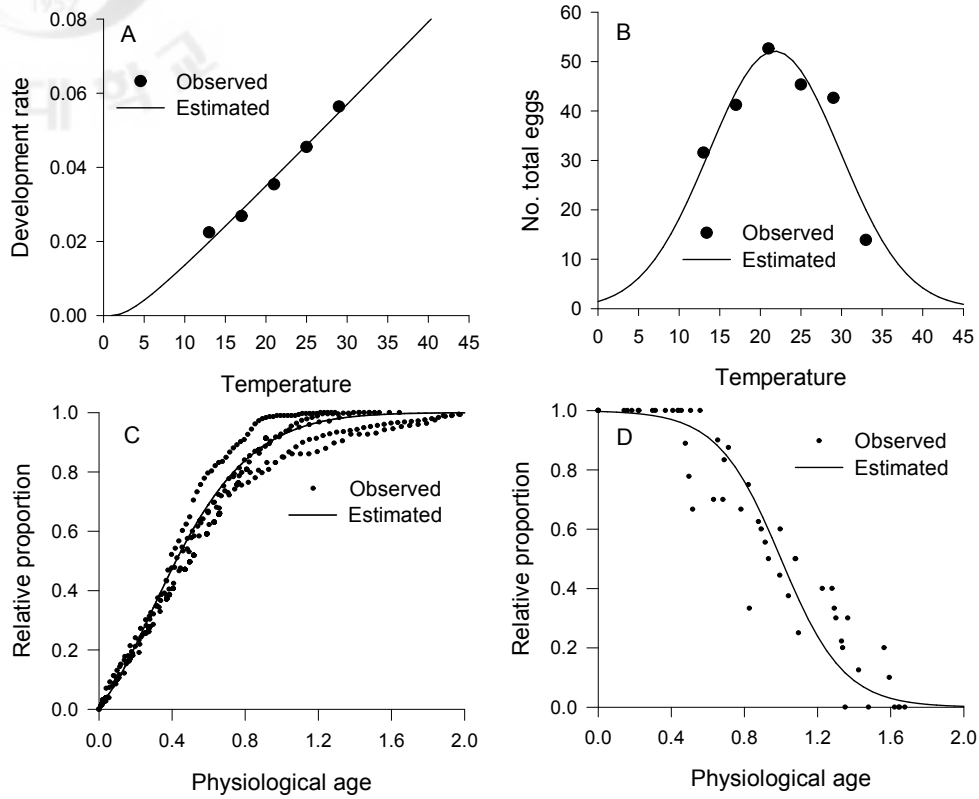 1957
대학교
A
Development rate
0.08
0.06
0.04
0.02
0.00
Observed
Estimated
0 5 10 15 20 25 30 35 40 45
Temperature
B
No. total eggs
60
50
40
30
20
10
0
Observed
Estimated
0 5 10 15 20 25 30 35 40 45
Temperature
C
Relative proportion
1.0
0.8
0.6
0.4
0.2
0.0
Observed
Estimated
0.0 0.4 0.8 1.2 1.6 2.0
Physiological age
D
Relative proportion
1.0
0.8
0.6
0.4
0.2
0.0
Observed
Estimated
0.0 0.4 0.8 1.2 1.6 2.0
Physiological age